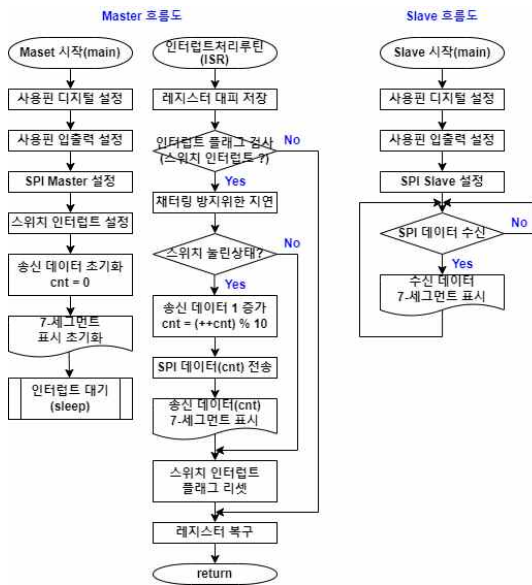 Master 흐름도
Maset 시작(main)
사용핀 디지털 설정
사용핀 입출력 설정
SPI Master 설정
스위치 인터럽트 설정
송신 데이터 초기화
cnt = 0
7-세그먼트
표시 초기화
인터럽트 대기
(sleep)
인터럽트처리루틴
(ISR)
레지스터 대피 저장
인터럽트 플래그 검사
(스위치 인터럽트 ?)
No
Yes
채터링 방지위한 지연
스위치 눌린상태?
No
Yes
송신 데이터 1 증가
cnt = (++cnt) % 10
SPI 데이터(cnt) 전송
송신 데이터(cnt)
7-세그먼트 표시
스위치 인터럽트
플래그 리셋
레지스터 복구
return
Slave 흐름도
Slave 시작(main)
사용핀 디지털 설정
사용핀 입출력 설정
SPI Slave 설정
SPI 데이터 수신
No
Yes
수신 데이터
7-세그먼트 표시